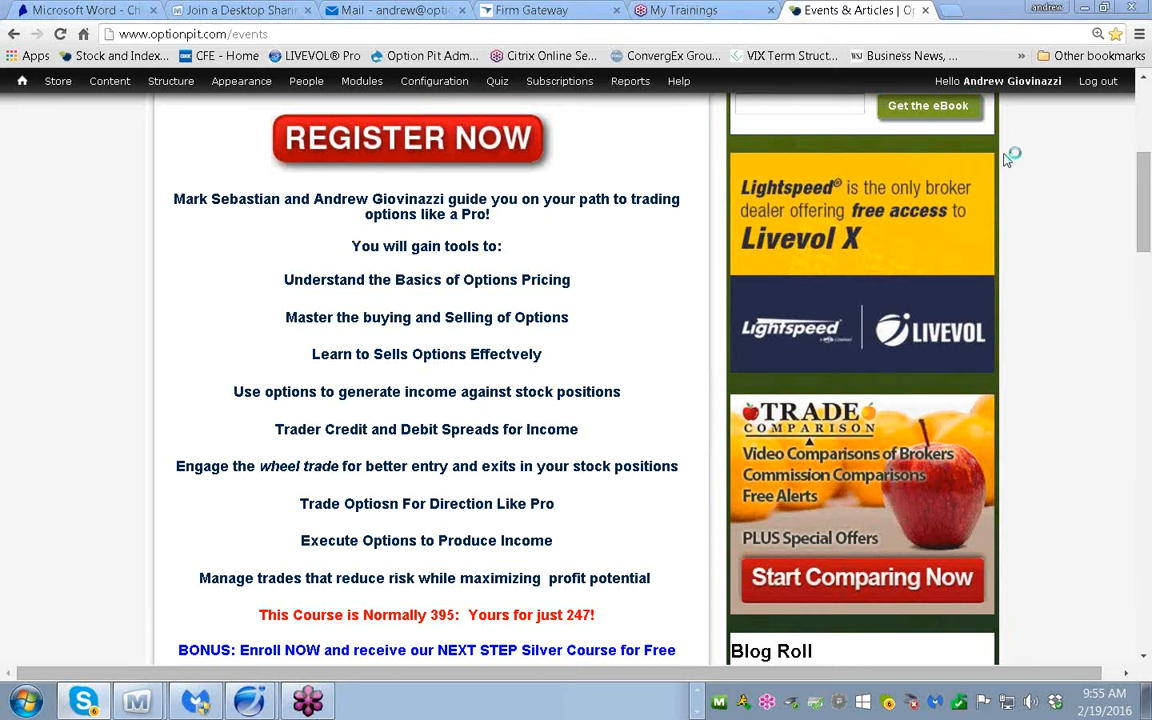 Microsoft Word - Ch
Join a Desktop Sharin
Mail - andrew@optio
Firm Gateway
My Trainings
Events & Articles | Op
andrew
www.optionpit.com/events
Apps
Stock and Index...
CFE - Home
LIVEVOL® Pro
Option Pit Adm...
Citrix Online Se...
ConvergEx Grou...
VIX Term Struct...
WSJ Business News, ...
»
Other bookmarks
Store
Content
Structure
Appearance
People
Modules
Configuration
Quiz
Subscriptions
Reports
Help
Hello Andrew Giovinazzi
Log out
REGISTER NOW
Mark Sebastian and Andrew Giovinazzi guide you on your path to trading
options like a Pro!
You will gain tools to:
Understand the Basics of Options Pricing
Master the buying and Selling of Options
Learn to Sells Options Effectvely
Use options to generate income against stock positions
Trader Credit and Debit Spreads for Income
Engage the wheel trade for better entry and exits in your stock positions
Trade Optiosn For Direction Like Pro
Execute Options to Produce Income
Manage trades that reduce risk while maximizing profit potential
This Course is Normally 395: Yours for just 247!
BONUS: Enroll NOW and receive our NEXT STEP Silver Course for Free
Get the eBook
Lightspeed® is the only broker
dealer offering free access to
Livevol X
Lightspeed
LIVEVOL
TRADE
COMPARISON
Video Comparisons of Brokers
Commission Comparisons
Free Alerts
PLUS Special Offers
Start Comparing Now
Blog Roll
9:55 AM
2/19/2016